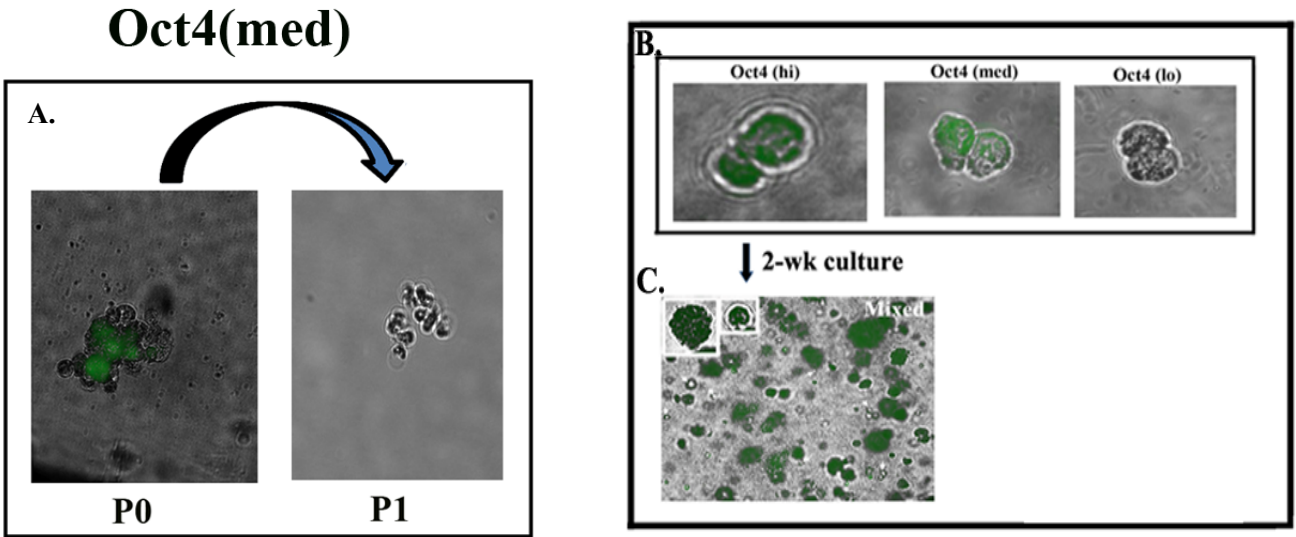 Oct4(med)
A.
P0
P1
B.
Oct4 (hi)
Oct4 (med)
Oct4 (lo)
2-wk culture
C.
Mixed